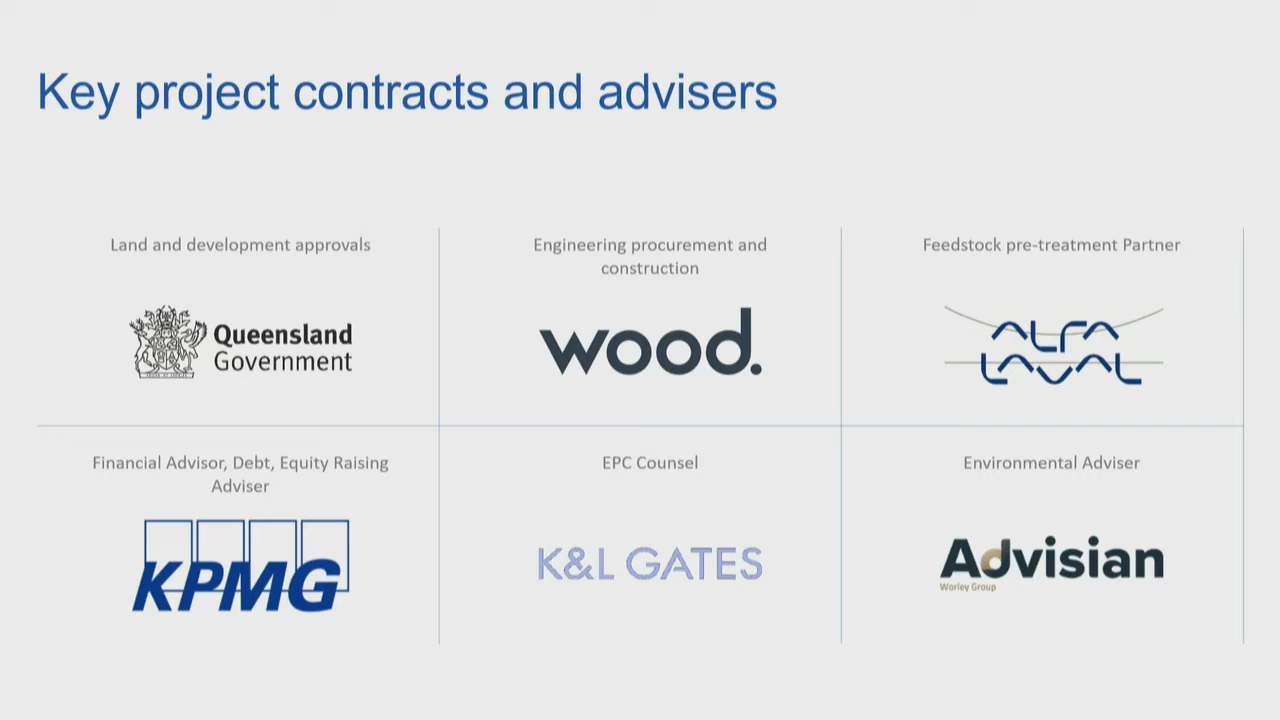 Key project contracts and advisers
Land and development approvals
Queensland
Government
Engineering procurement and
construction
wood.
Feedstock pre-treatment Partner
ALFA
LAVAL
Financial Advisor, Debt, Equity Raising
Adviser
KPMG
EPC Counsel
K&L GATES
Environmental Adviser
Advisian
Worley Group